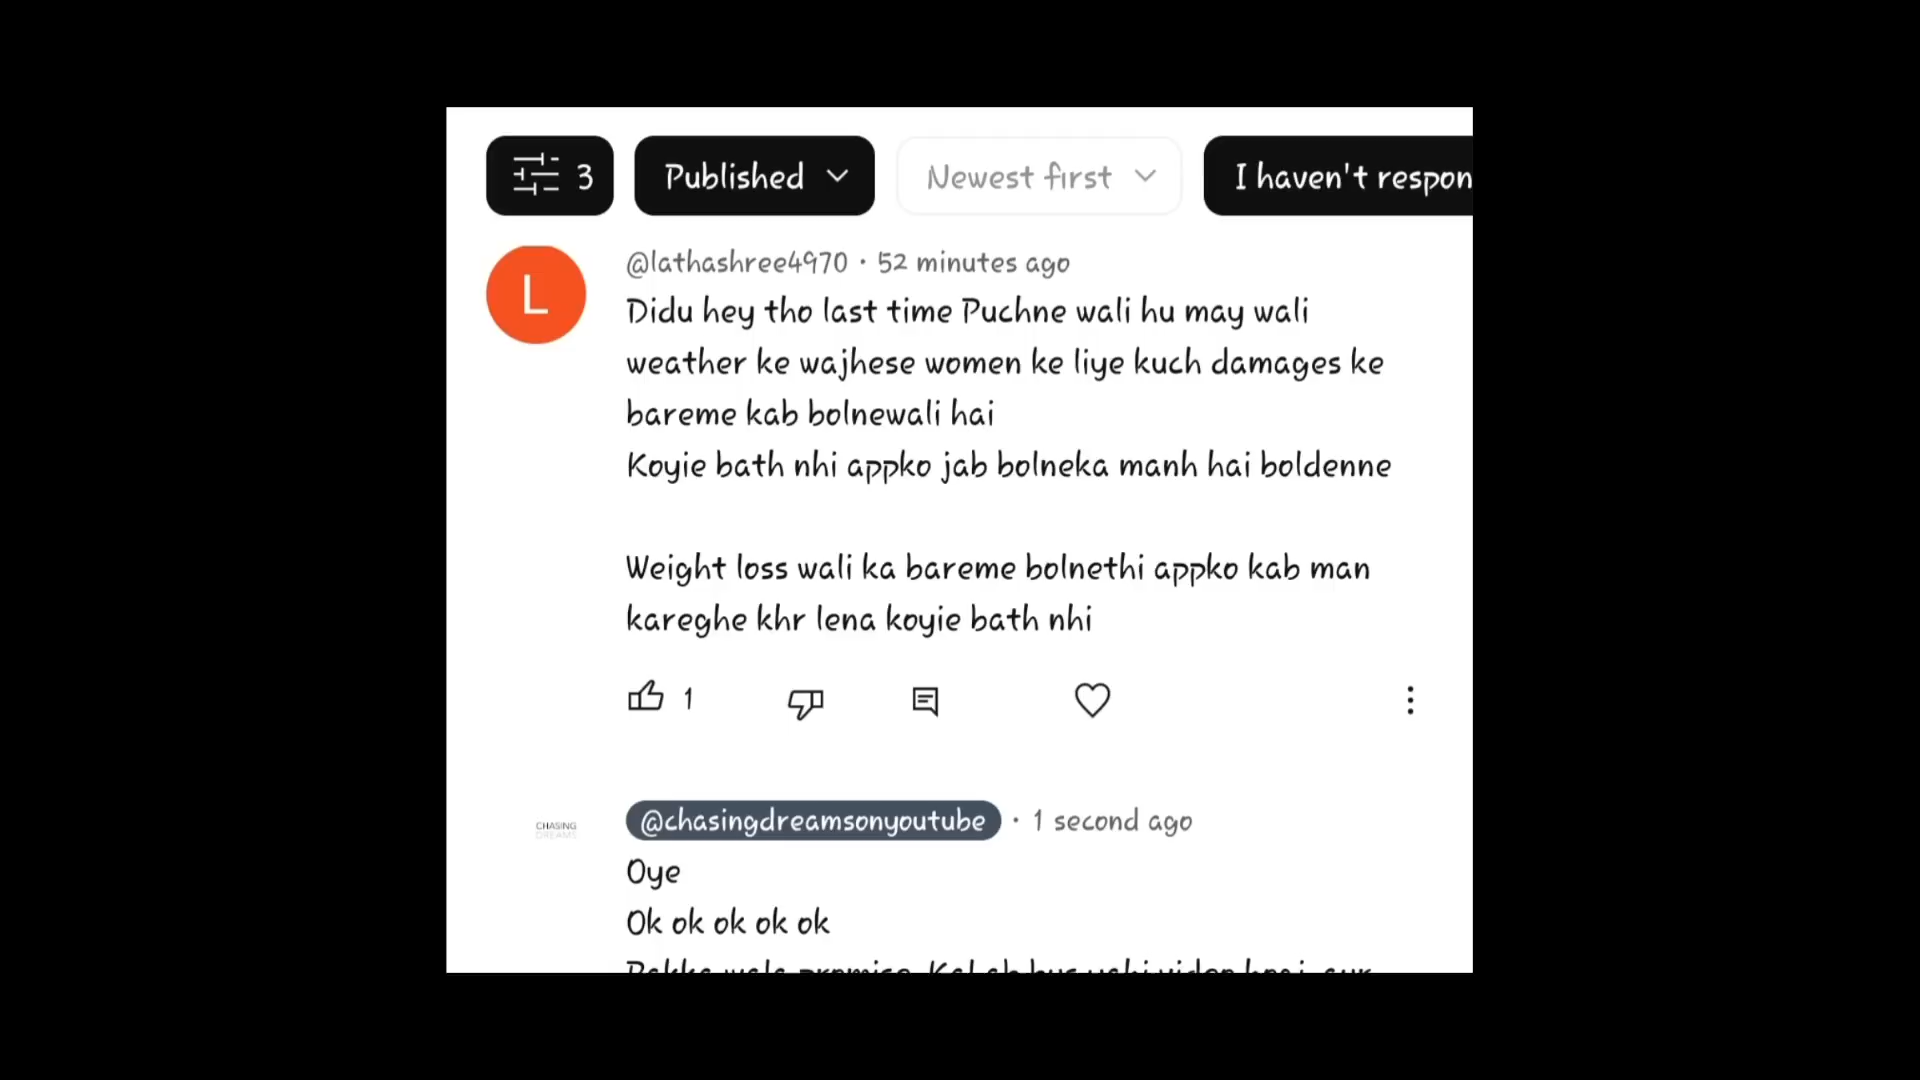 3 Published Newest first I haven't respon
@lathashree4970 · 52 minutes ago
L
Didu hey tho last time Puchne wali hu may wali
weather ke wajhese women ke liye kuch damages ke
bareme kab bolnewali hai
Koyie bath nhi appko jab bolneka manh hai boldenne
Weight loss wali ka bareme bolnethi appko kab man
kareghe khr lena koyie bath nhi
1
CHASING
DREAMS
@chasingdreamsonyoutube · 1 second ago
Oye
Ok ok ok ok ok